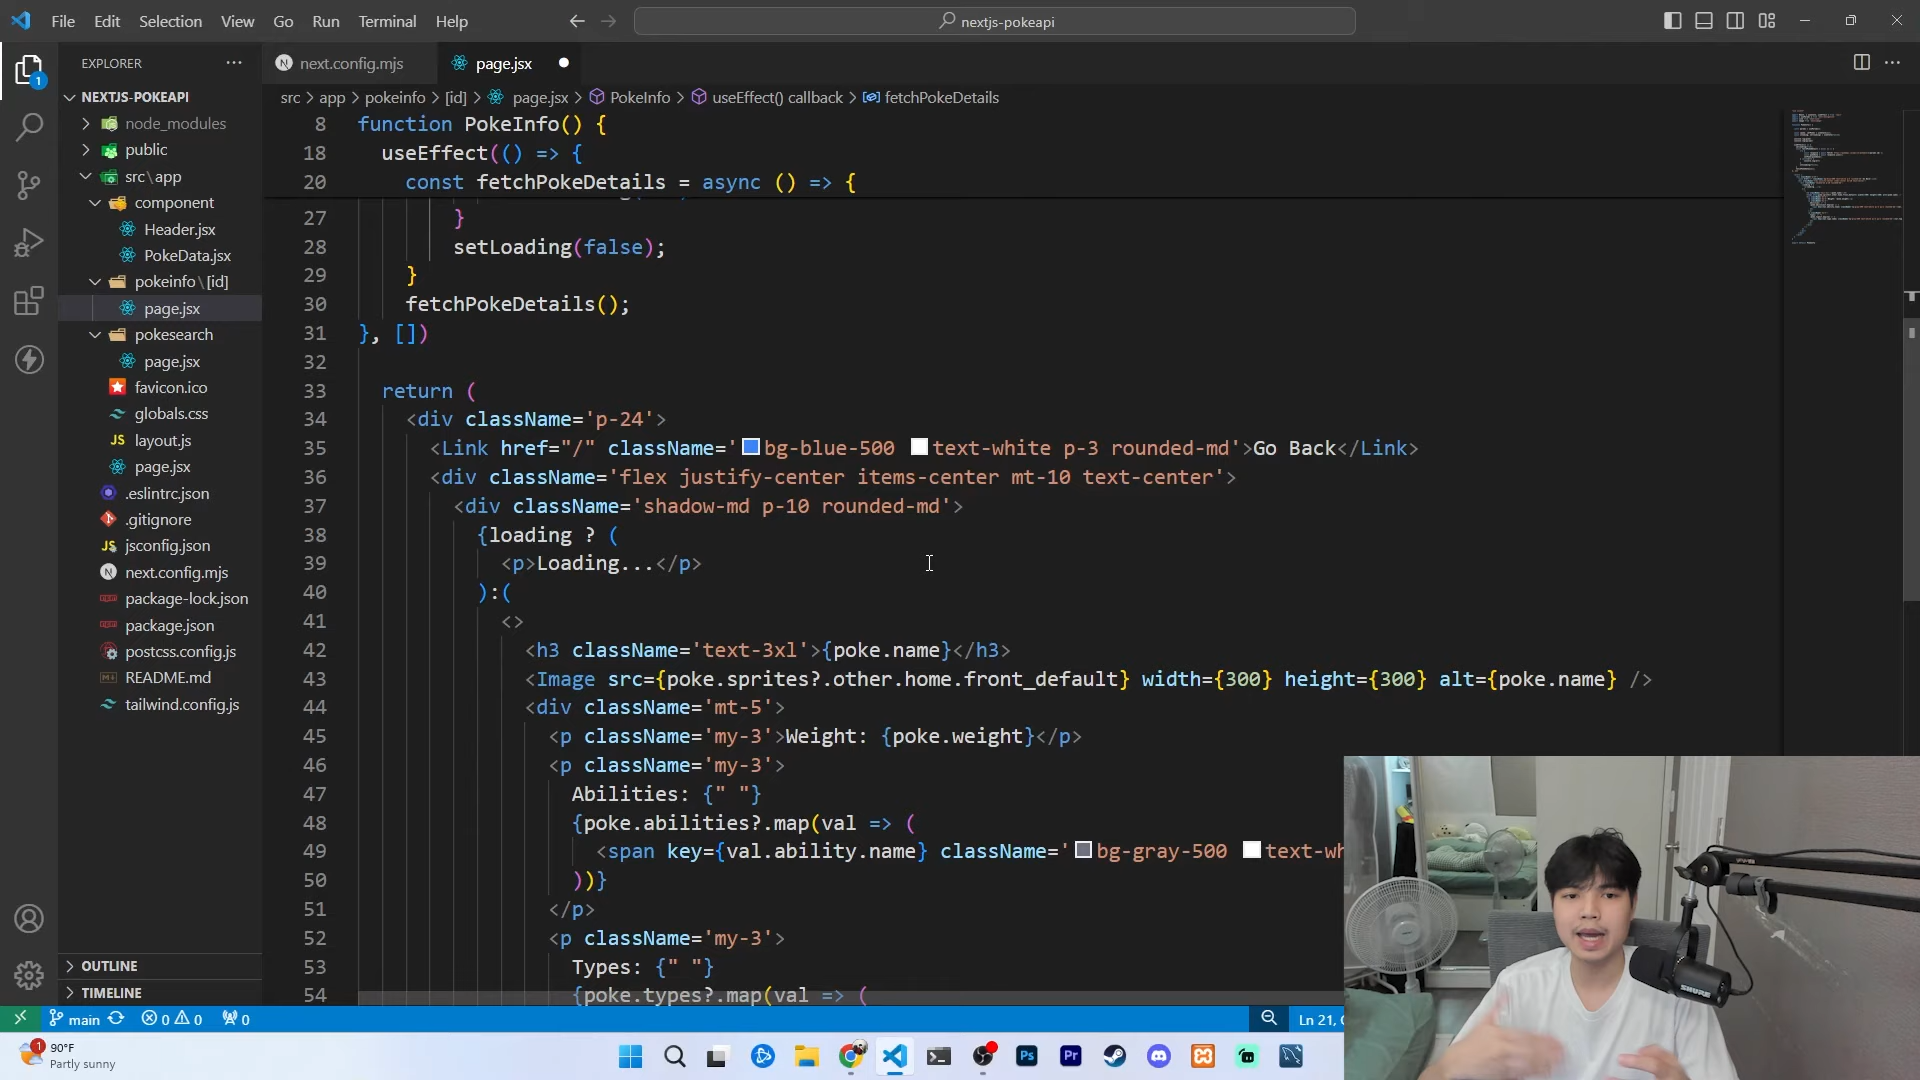 File Edit Selection View Go Run Terminal Help
nextjs-pokeapi
1
EXPLORER
next.config.mjs
page.jsx
NEXTJS-POKEAPI
src > app > pokeinfo > [id] > page.jsx > PokeInfo > useEffect() callback > fetchPokeDetails
node_modules
public
src\app
component
Header.jsx
PokeData.jsx
pokeinfo\[id]
page.jsx
pokesearch
page.jsx
favicon.ico
globals.css
JS layout.js
page.jsx
.eslintrc.json
.gitignore
JS jsconfig.json
N next.config.mjs
package-lock.json
package.json
postcss.config.js
README.md
tailwind.config.js
OUTLINE
TIMELINE
8 function PokeInfo() {
18 useEffect(() => {
20 const fetchPokeDetails = async () => {
27 }
28 setLoading(false);
29 }
30 fetchPokeDetails();
31 }, [])
32
33 return (
34 <div className='p-24'>
35 <Link href="/" className='bg-blue-500 text-white p-3 rounded-md'>Go Back</Link>
36 <div className='flex justify-center items-center mt-10 text-center'>
37 <div className='shadow-md p-10 rounded-md'>
38 {loading ? (
39 <p>Loading...</p>
40 ):(
41 <>
42 <h3 className='text-3xl'>{poke.name}</h3>
43 <Image src={poke.sprites?.other.home.front_default} width={300} height={300} alt={poke.name} />
44 <div className='mt-5'>
45 <p className='my-3'>Weight: {poke.weight}</p>
46 <p className='my-3'>
47 Abilities: {" "}
48 {poke.abilities?.map(val => (
49 <span key={val.ability.name} className='bg-gray-500 text-wh
50 ))}
51 </p>
52 <p className='my-3'>
53 Types: {" "}
54 {poke.types?.map(val => (
main 0 0 0
Ln 21,
SHURE
1
90°F
Partly sunny
Ps
Pr